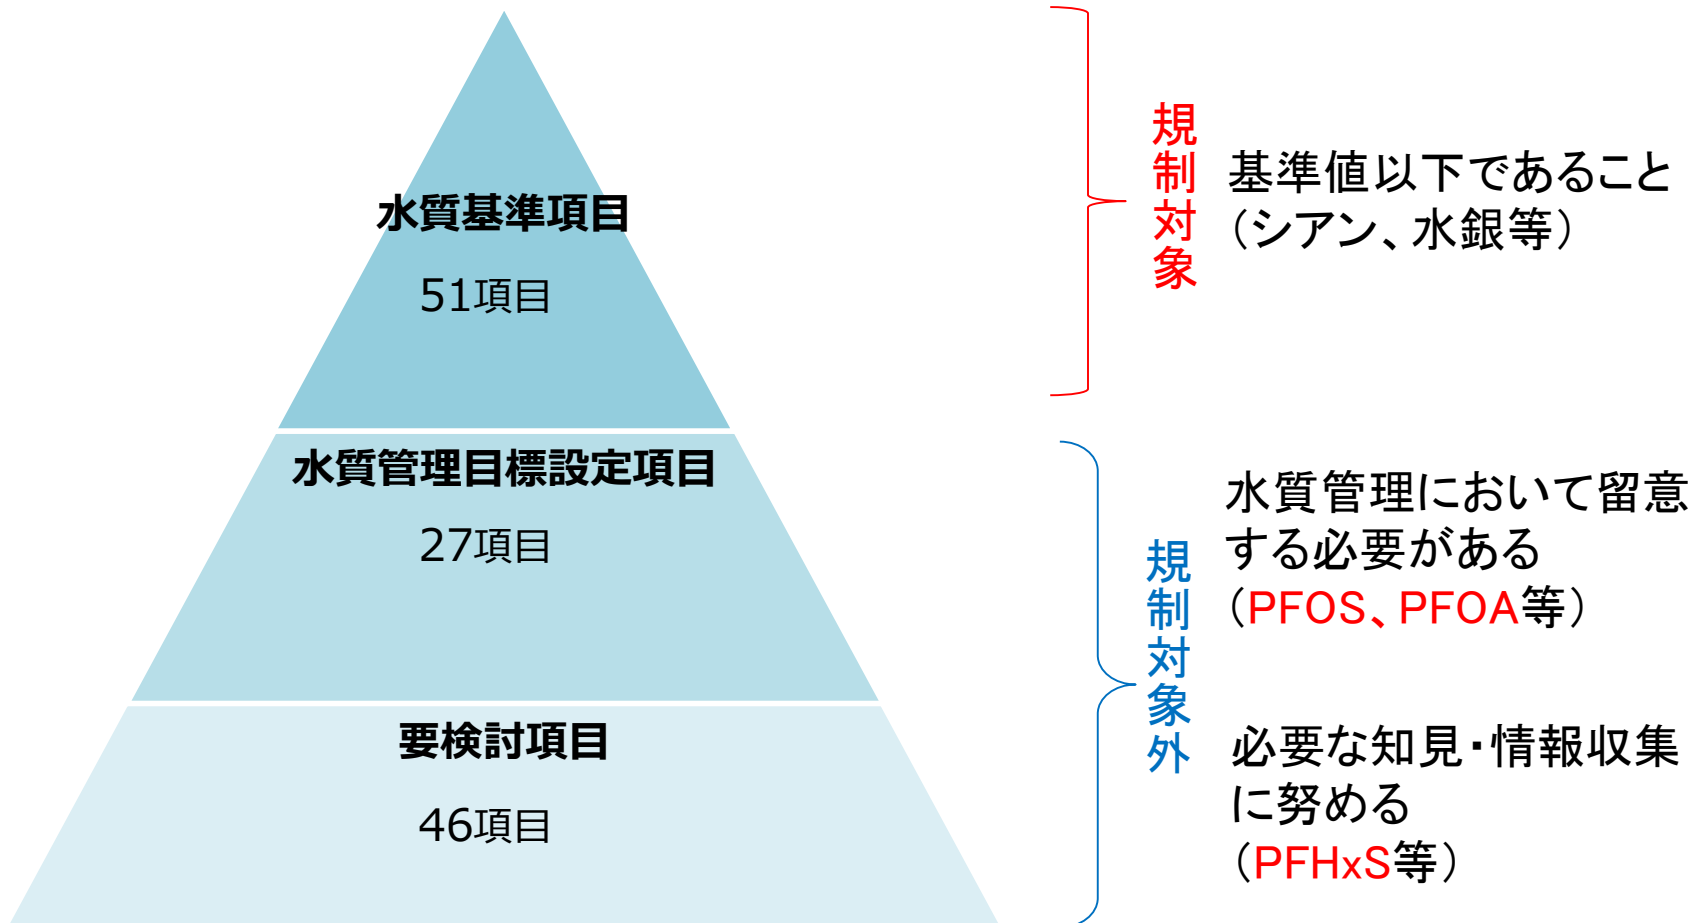 水質基準項目
51項目
規制対象
基準値以下であること
（シアン、水銀等）
水質管理目標設定項目
27項目
規制対象外
水質管理において留意
する必要がある
（PFOS、PFOA等）
要検討項目
46項目
必要な知見・情報収集
に努める
（PFHxS等）